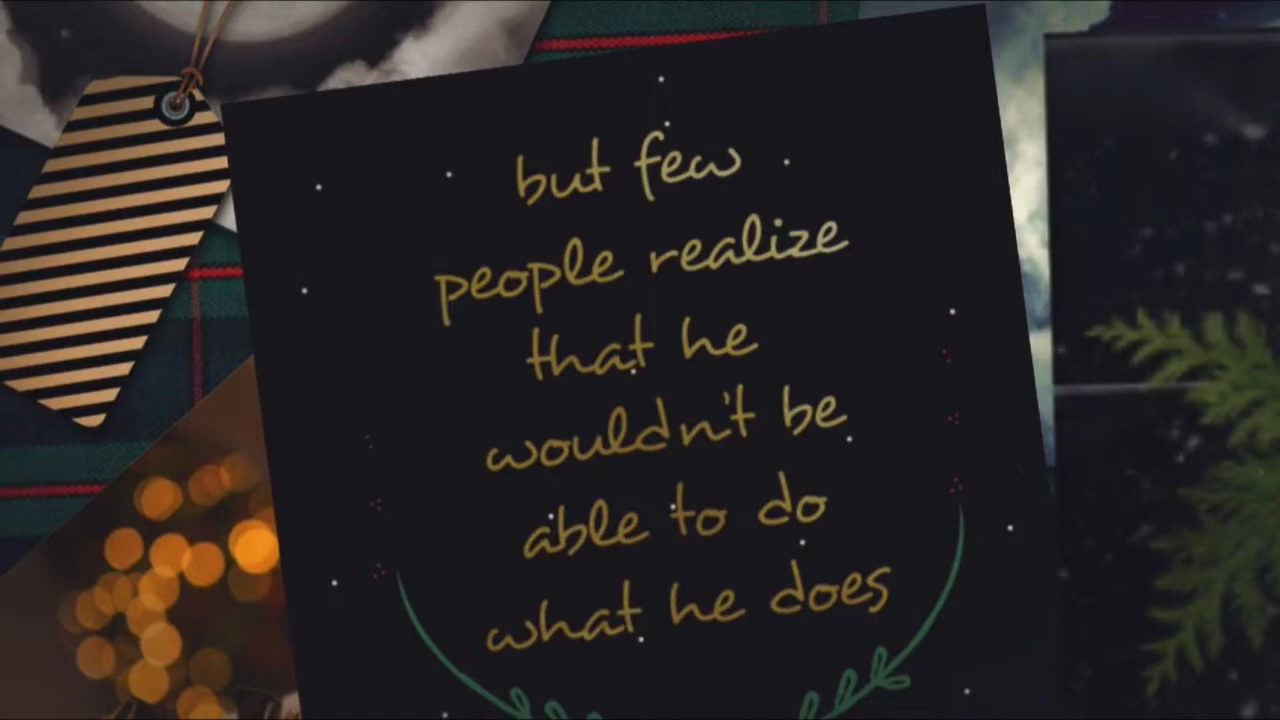 but few
people realize
that he
wouldn't be
able to do
what he does